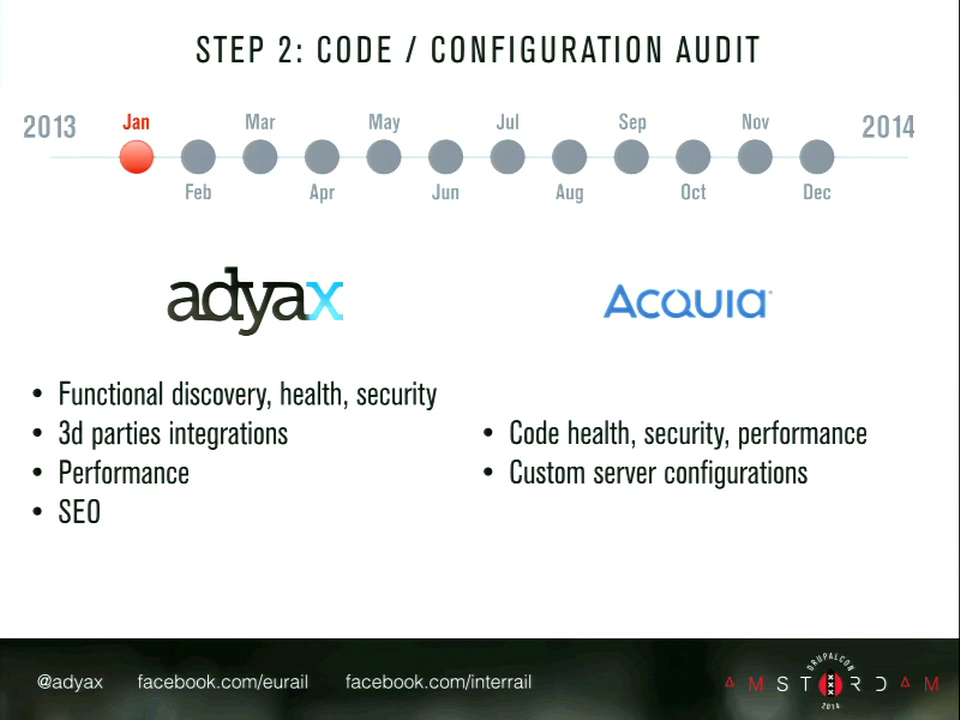 STEP 2: CODE / CONFIGURATION AUDIT
2013
Jan
Mar
May
Jul
Sep
Nov
2014
Feb
Apr
Jun
Aug
Oct
Dec
adyax
Acquia
• Functional discovery, health, security
• 3d parties integrations
• Performance
• SEO
• Code health, security, performance
• Custom server configurations
@adyax facebook.com/eurail facebook.com/interrail
DRUPALCON
AMSTERDAM
2014